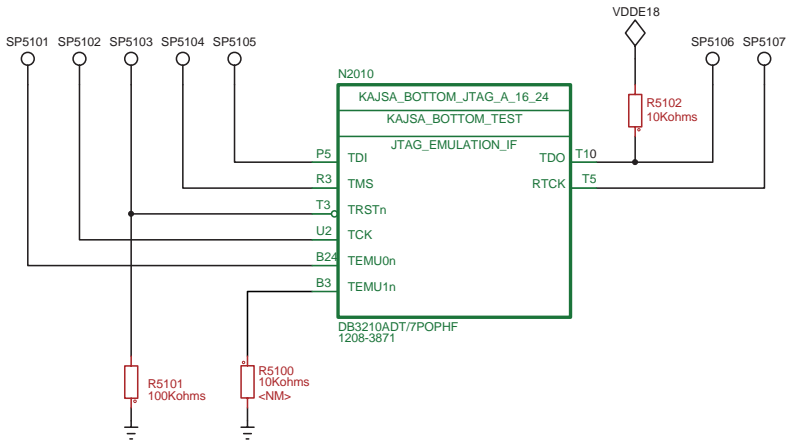 VDDE18
SP5101 SP5102 SP5103 SP5104 SP5105 SP5106 SP5107
N2010
KAJSA_BOTTOM_JTAG_A_16_24
KAJSA_BOTTOM_TEST
JTAG_EMULATION_IF
R5102
10Kohms
P5 TDI TDO T10
R3 TMS RTCK T5
T3 TRSTn
U2 TCK
B24 TEMU0n
B3 TEMU1n
DB3210ADT/7POPHF
1208-3871
R5101
100Kohms
R5100
10Kohms
<NM>